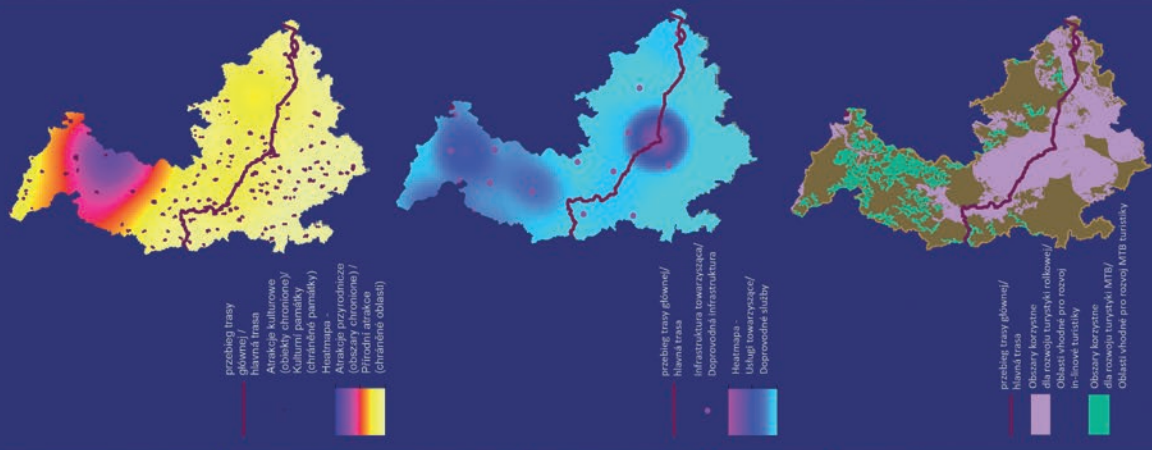 przebieg trasy
głównej /
hlavná trasa
Atrakcje kulturowe
(obiekty chronione)/
Kulturní památky
(chráněné památky)
Heatmapa -
Atrakcje przyrodnicze
(obszary chronione) /
Přírodní atrakce
(chráněné oblasti)
przebieg trasy głównej/
hlavná trasa
Infrastruktura towarzysząca/
Doprovodná infrastruktura
Heatmapa -
Usługi towarzyszące/
Doprovodné služby
przebieg trasy głównej/
hlavná trasa
Obszary korzystne
dla rozwoju turystyki rolkowej/
Oblasti vhodné pro rozvoj
in-linové turistiky
Obszary korzystne
dla rozwoju turystyki MTB/
Oblasti vhodné pro rozvoj MTB turistiky